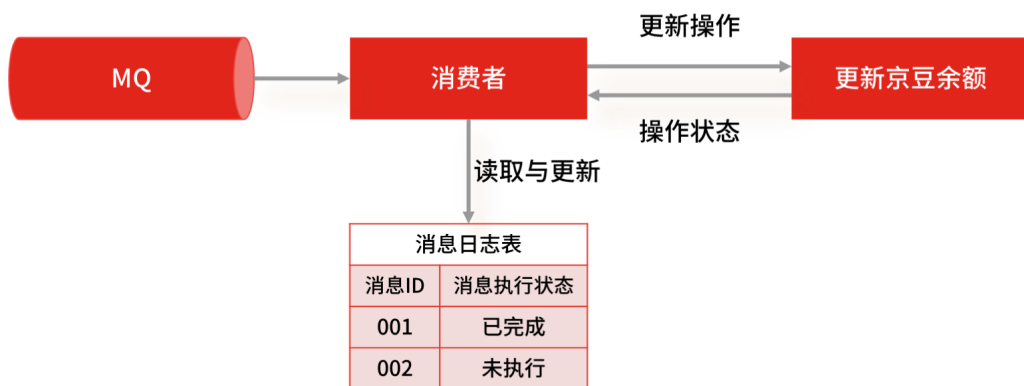 更新操作
MQ
消费者
更新京豆余额
操作状态
读取与更新
消息日志表
消息ID 消息执行状态
001 已完成
002 未执行